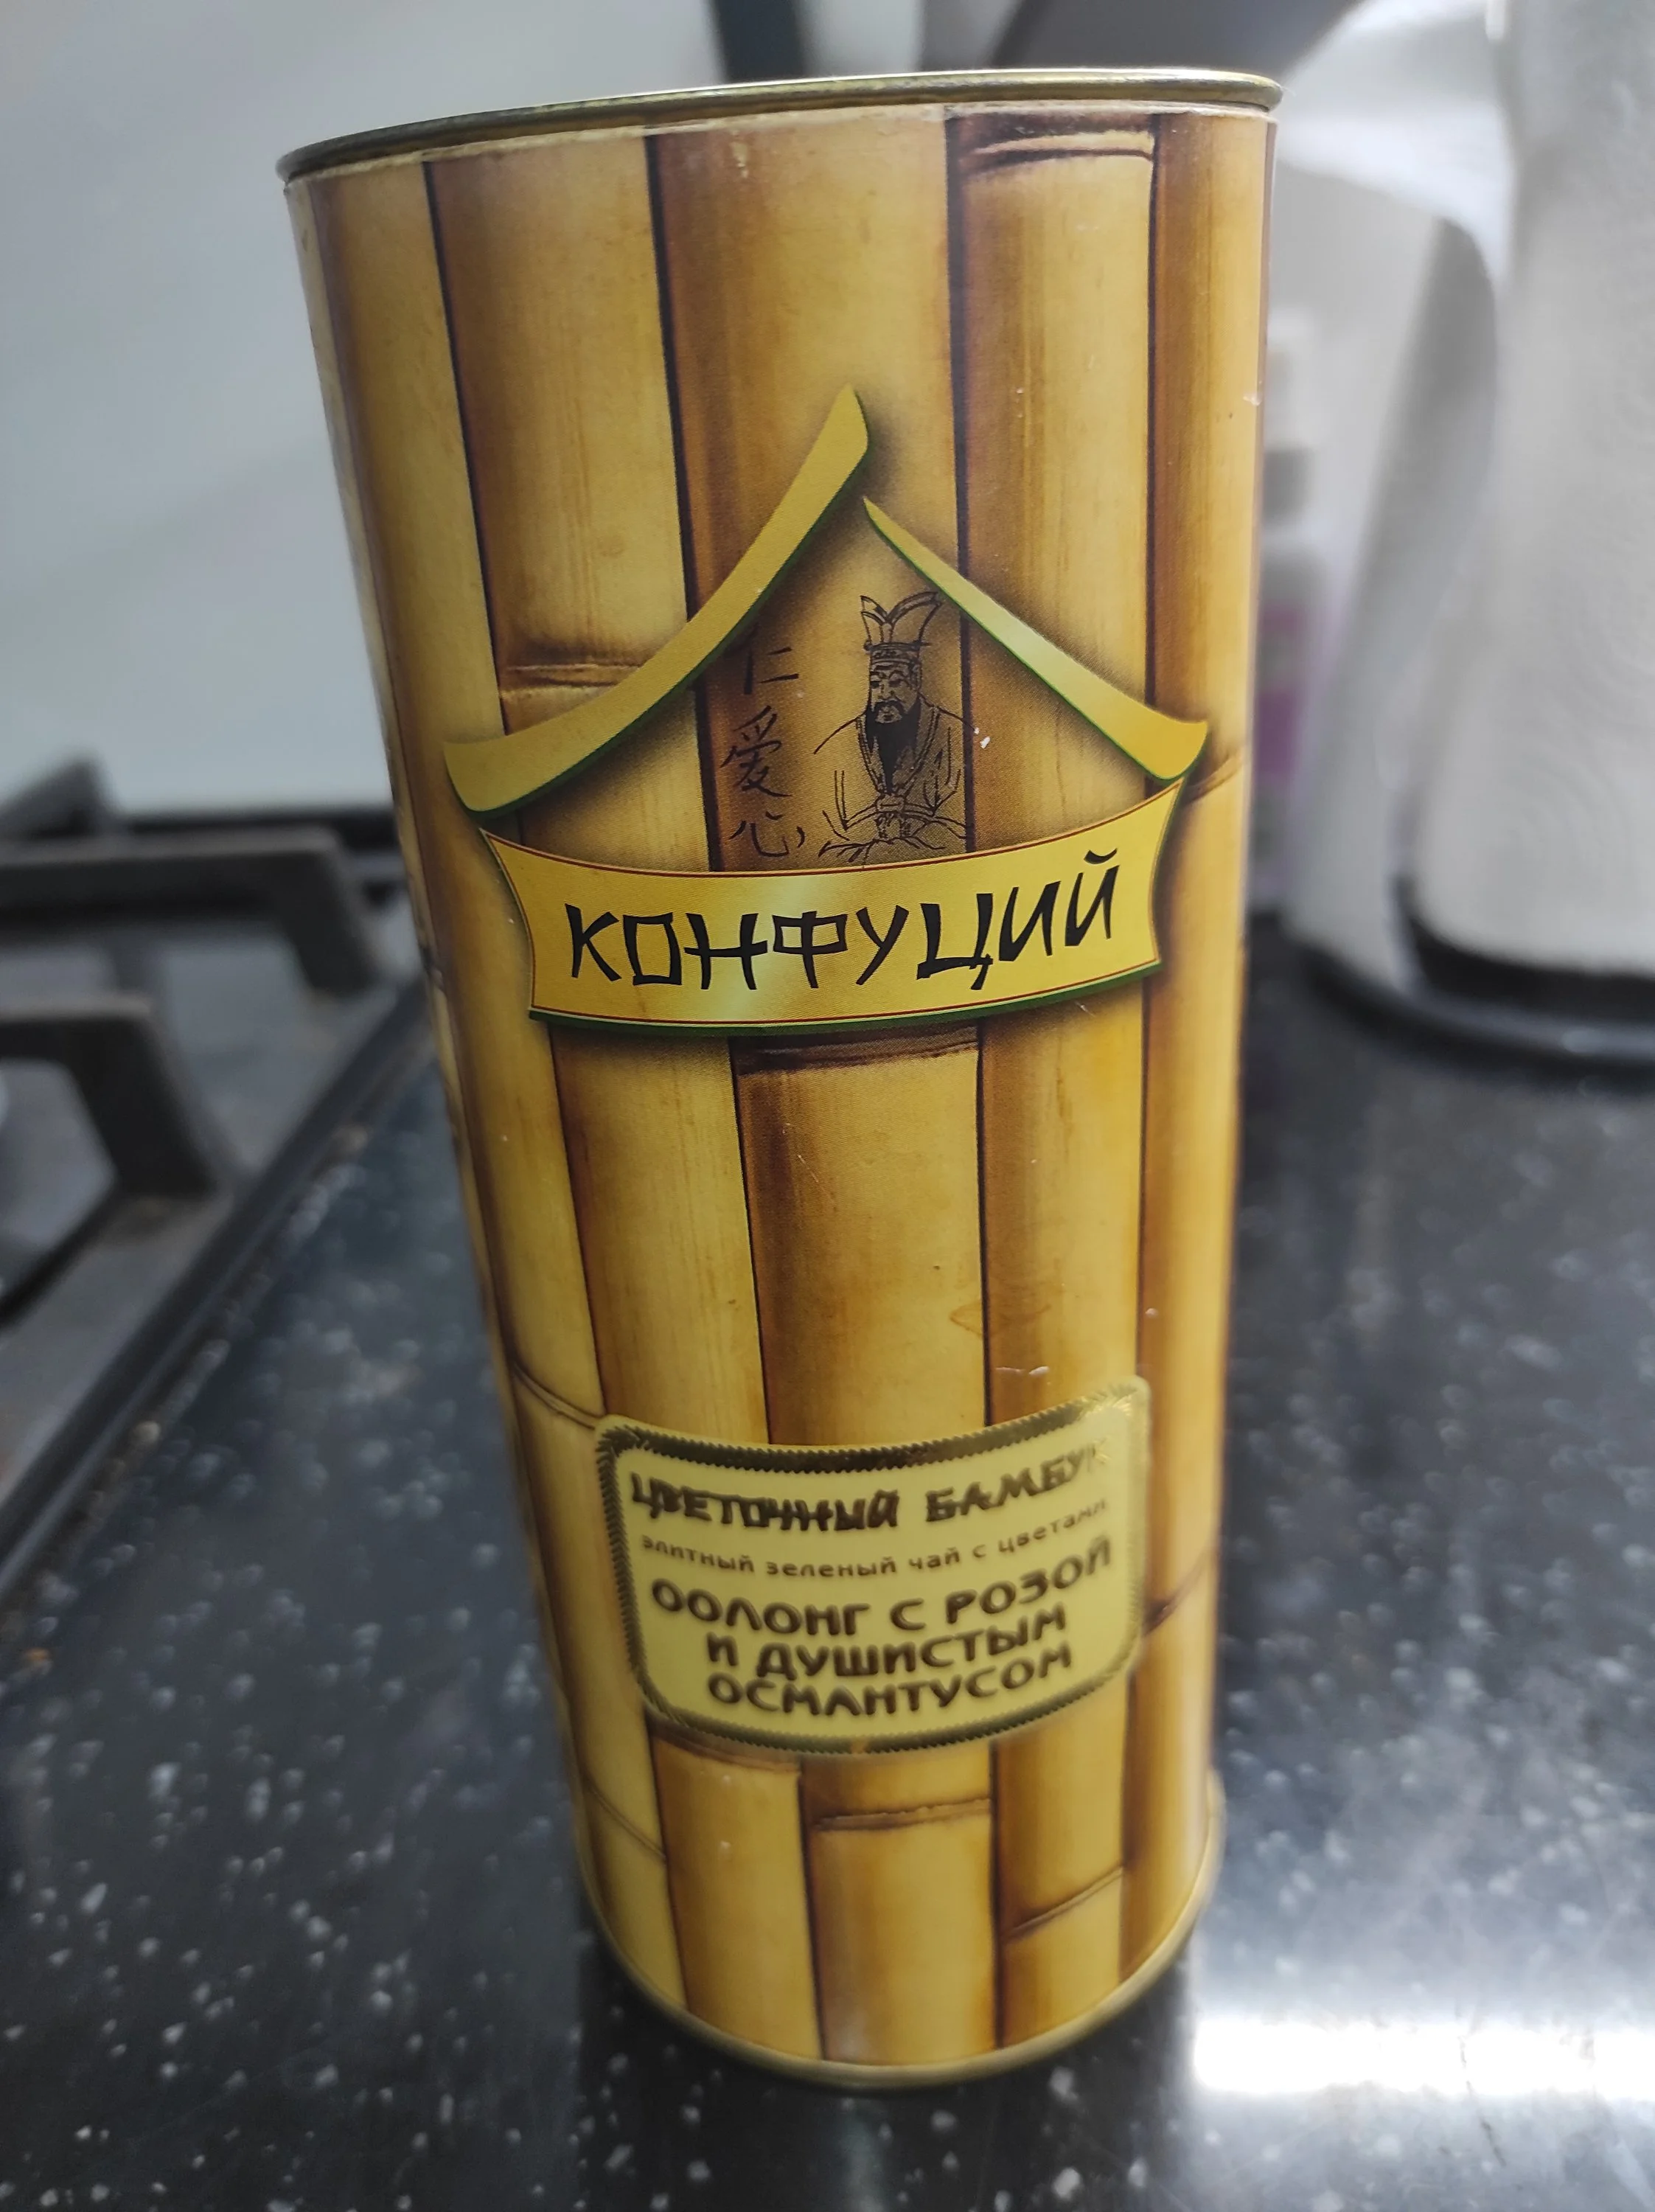 仁
爱
心
КОНФУЦИЙ
ЦВЕТОЧНЫЙ БАМБУК
элитный зеленый чай с цветами
ООЛОНГ С РОЗОЙ
И ДУШИСТЫМ
ОСМАНТУСОМ